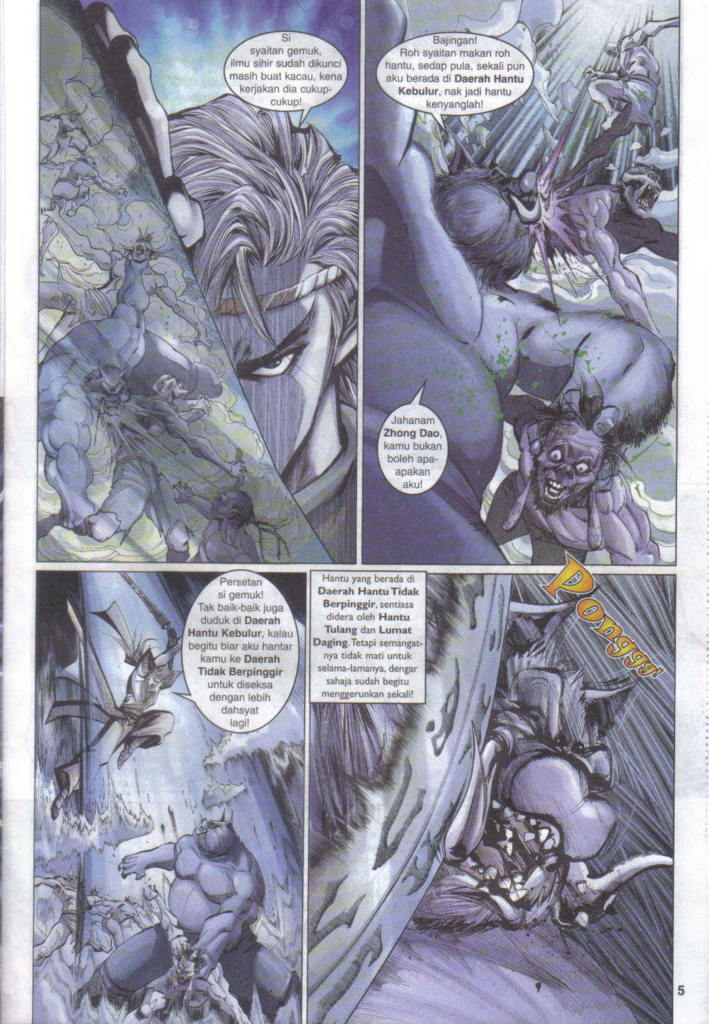 Si
syaitan gemuk,
ilmu sihir sudah dikunci
masih buat kacau, kena
kerjakan dia cukup-
cukup!
Bajingan!
Roh syaitan makan roh
hantu, sedap pula, sekali pun
aku berada di Daerah Hantu
Kebulur, nak jadi hantu
kenyanglah!
Jahanam
Zhong Dao,
kamu bukan
boleh apa-
apakan
aku!
Persetan
si gemuk!
Tak baik-baik juga
duduk di Daerah
Hantu Kebulur, kalau
begitu biar aku hantar
kamu ke Daerah
Tidak Berpinggir
untuk diseksa
dengan lebih
dahsyat
lagi!
Hantu yang berada di
Daerah Hantu Tidak
Berpinggir, sentiasa
didera oleh Hantu
Tulang dan Lumat
Daging. Tetapi semangat-
nya tidak mati untuk
selama-lamanya, dengar
sahaja sudah begitu
menggerunkan sekali!
Ponggg!
5